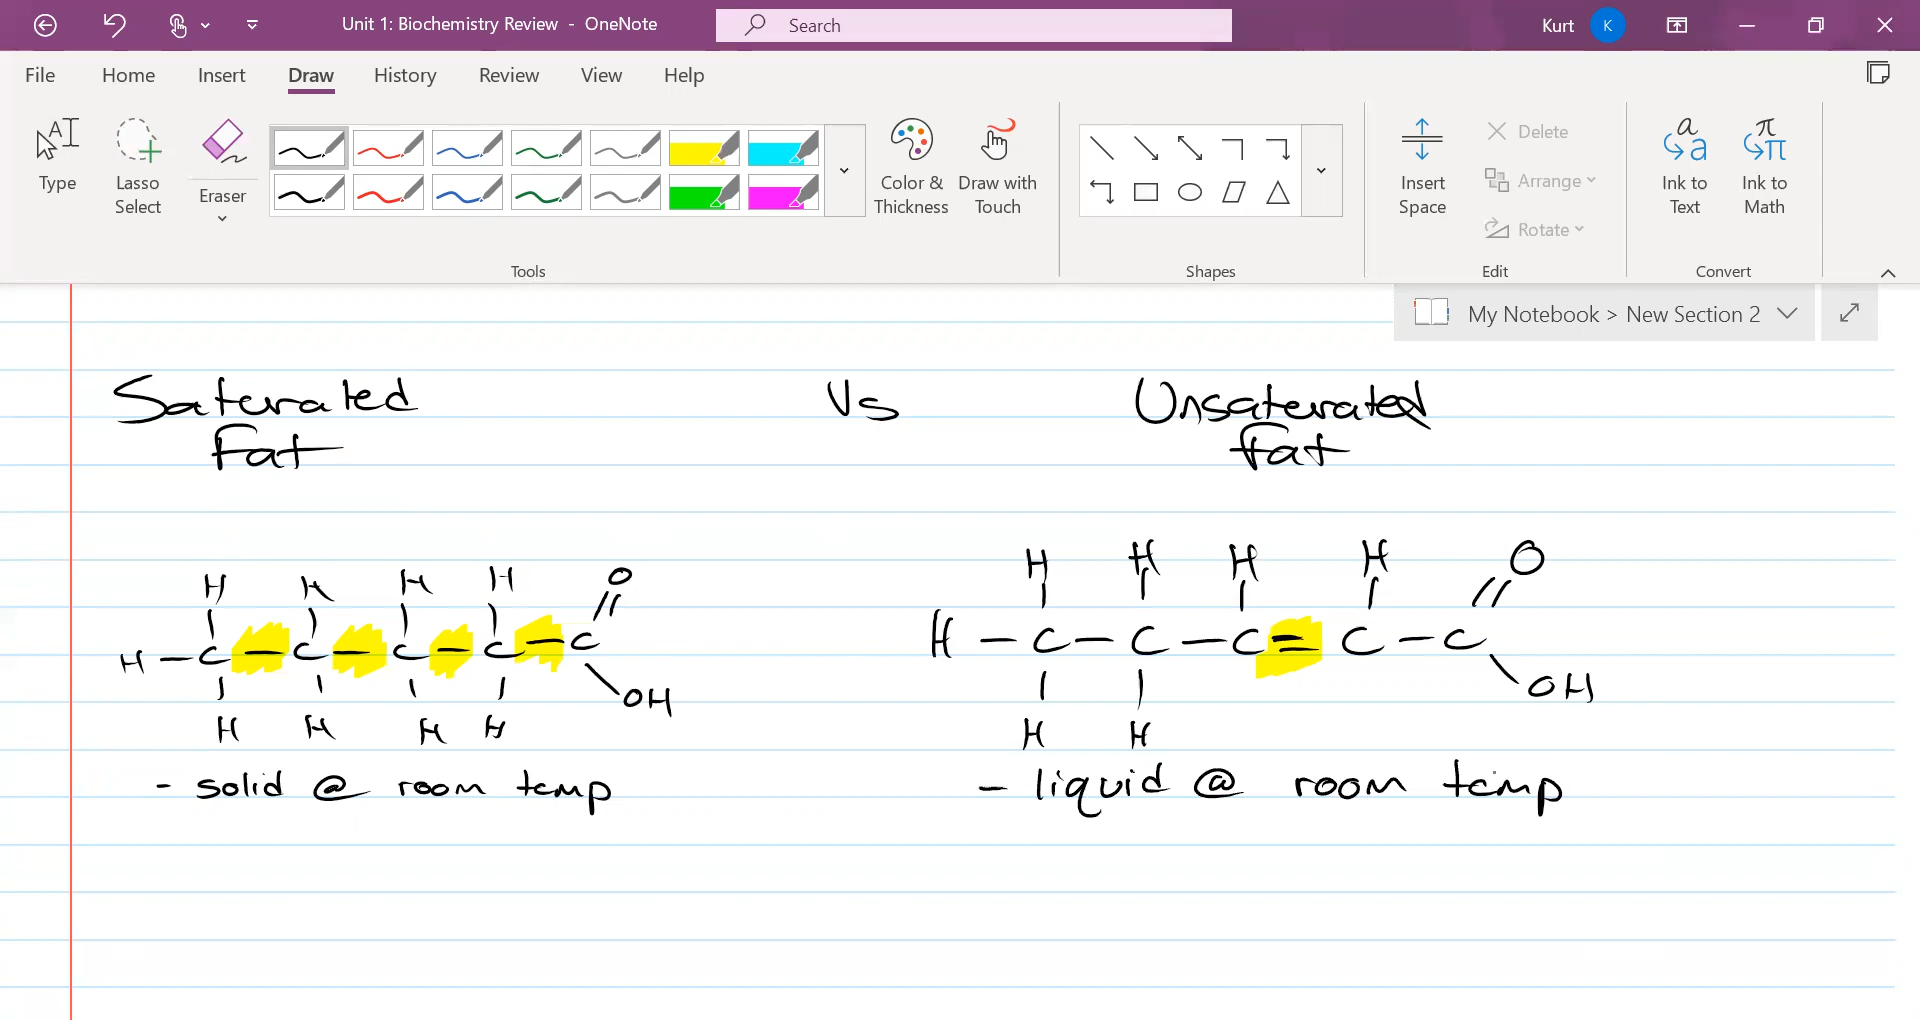 Unit 1: Biochemistry Review - OneNote
Search
Kurt K
File Home Insert Draw History Review View Help
Type
Lasso Select
Eraser
Color & Thickness
Draw with Touch
Insert Space
Delete
Arrange
Rotate
a a
Ink to Text
π π
Ink to Math
Tools
Shapes
Edit
Convert
My Notebook > New Section 2
Saturated Vs Unsaturated
Fat Fat
H H H H O
H - C - C - C - C - C
OH
H H H H
H H H H O
H - C - C - C = C - C
OH
H H
- solid @ room temp
- liquid @ room temp